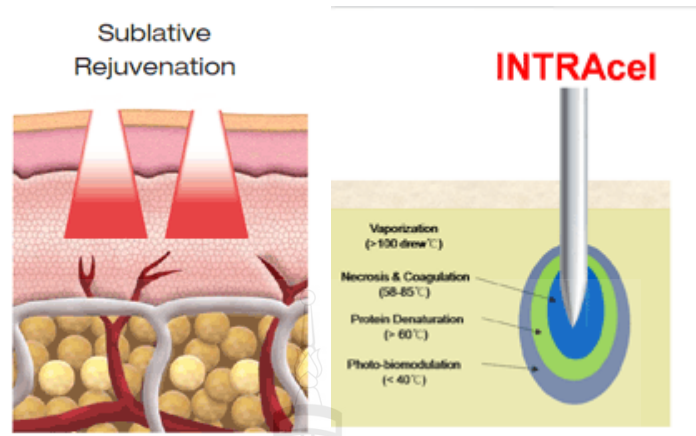 Sublative
Rejuvenation
INTRAcel
Vaporization
(>100 drew℃)
Necrosis & Coagulation
(58-85℃)
Protein Denaturation
(> 60℃)
Photo-biomodulation
(< 40℃)